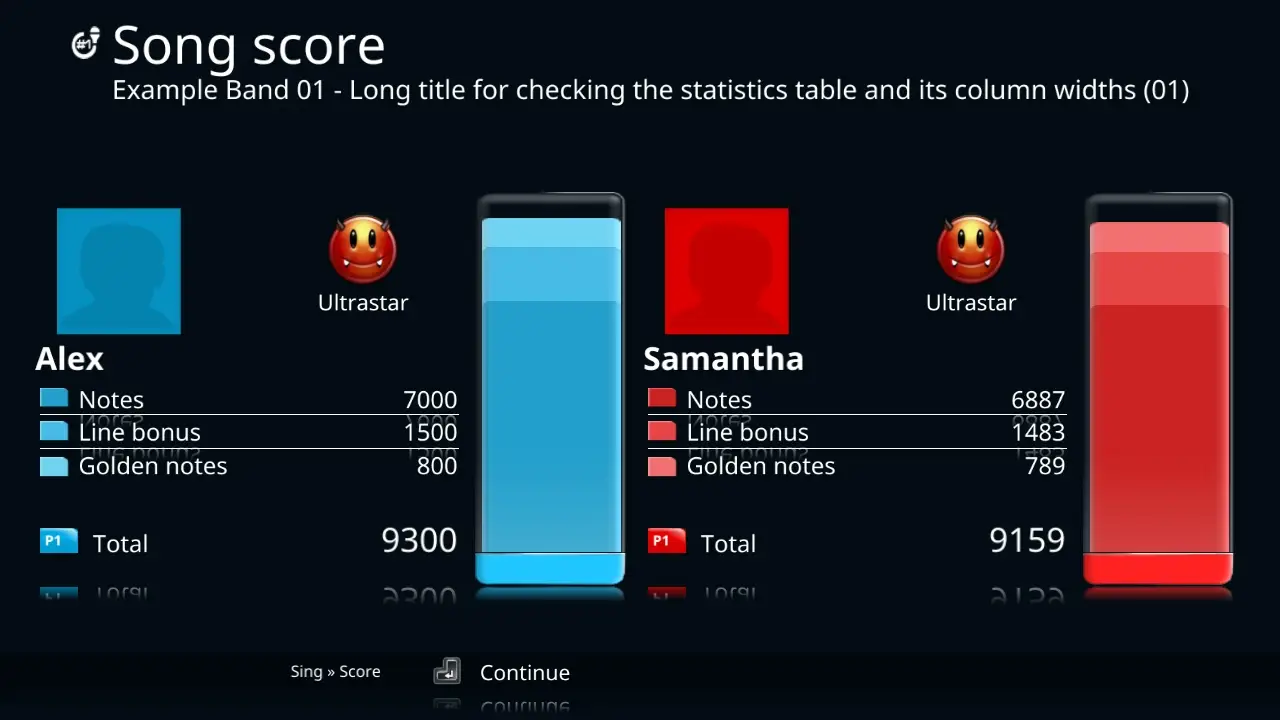 #1 Song score
Example Band 01 - Long title for checking the statistics table and its column widths (01)
Ultrastar
Alex
Notes 7000
Line bonus 1500
Golden notes 800
P1 Total 9300
Ultrastar
Samantha
Notes 6887
Line bonus 1483
Golden notes 789
P1 Total 9159
Sing » Score
Continue